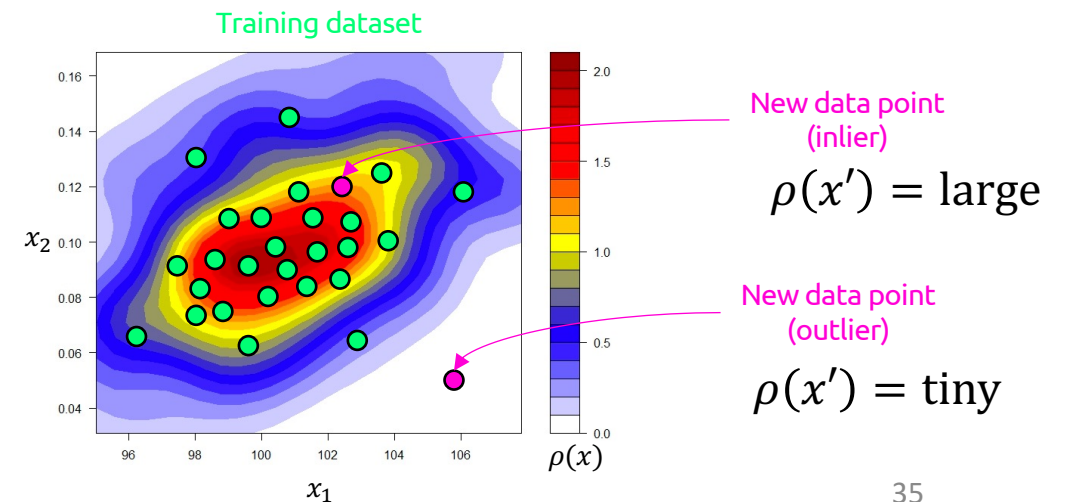 Training dataset
0.16
0.14
0.12
0.10
0.08
0.06
0.04
x₂
96
98
100
102
104
106
x₁
2.0
1.5
1.0
0.5
0.0
ρ(x)
New data point
(inlier)
ρ(x′) = large
New data point
(outlier)
ρ(x′) = tiny
35